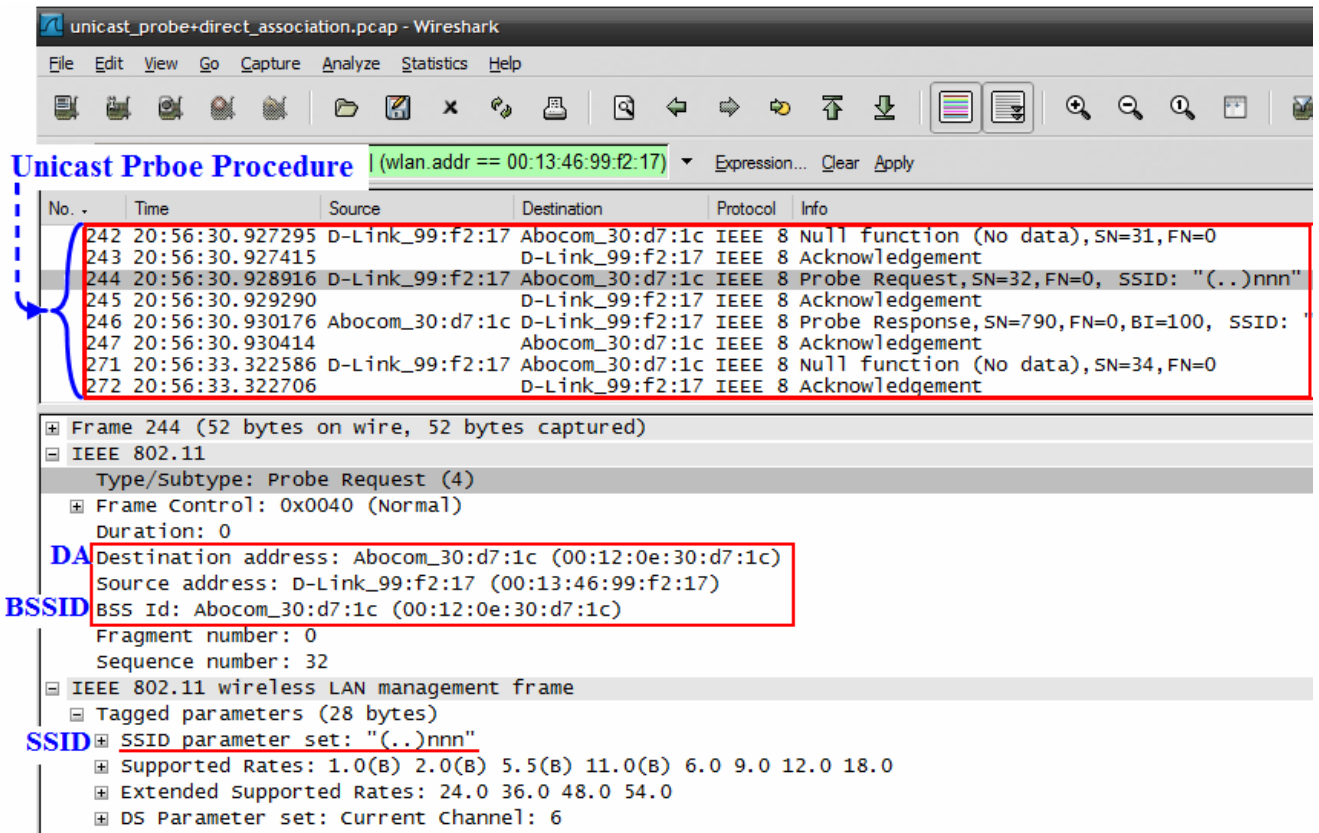 unicast_probe+direct_association.pcap - Wireshark
File Edit View Go Capture Analyze Statistics Help
Unicast Prboe Procedure
(wlan.addr == 00:13:46:99:f2:17) Expression... Clear Apply
No. Time Source Destination Protocol Info
242 20:56:30.927295 D-Link_99:f2:17 Abocom_30:d7:1c IEEE 8 Null function (No data),SN=31,FN=0
243 20:56:30.927415 D-Link_99:f2:17 IEEE 8 Acknowledgement
244 20:56:30.928916 D-Link_99:f2:17 Abocom_30:d7:1c IEEE 8 Probe Request,SN=32,FN=0, SSID: "(..)nnn"
245 20:56:30.929290 D-Link_99:f2:17 IEEE 8 Acknowledgement
246 20:56:30.930176 Abocom_30:d7:1c D-Link_99:f2:17 IEEE 8 Probe Response,SN=790,FN=0,BI=100, SSID: "
247 20:56:30.930414 Abocom_30:d7:1c IEEE 8 Acknowledgement
271 20:56:33.322586 D-Link_99:f2:17 Abocom_30:d7:1c IEEE 8 Null function (No data),SN=34,FN=0
272 20:56:33.322706 D-Link_99:f2:17 IEEE 8 Acknowledgement
Frame 244 (52 bytes on wire, 52 bytes captured)
IEEE 802.11
Type/Subtype: Probe Request (4)
Frame Control: 0x0040 (Normal)
Duration: 0
DA Destination address: Abocom_30:d7:1c (00:12:0e:30:d7:1c)
Source address: D-Link_99:f2:17 (00:13:46:99:f2:17)
BSSID BSS Id: Abocom_30:d7:1c (00:12:0e:30:d7:1c)
Fragment number: 0
Sequence number: 32
IEEE 802.11 wireless LAN management frame
Tagged parameters (28 bytes)
SSID SSID parameter set: "(..)nnn"
Supported Rates: 1.0(B) 2.0(B) 5.5(B) 11.0(B) 6.0 9.0 12.0 18.0
Extended Supported Rates: 24.0 36.0 48.0 54.0
DS Parameter set: Current Channel: 6